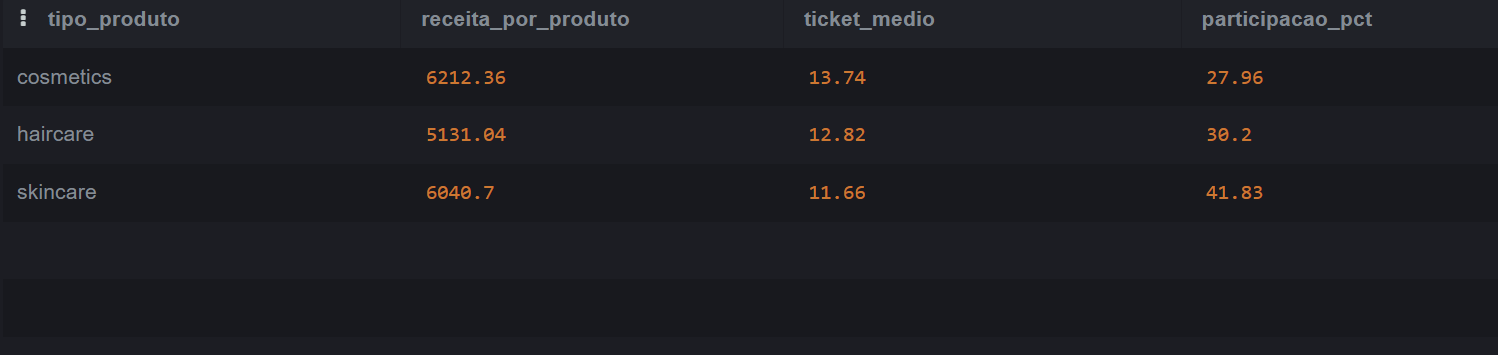 tipo_produto receita_por_produto ticket_medio participacao_pct
cosmetics 6212.36 13.74 27.96
haircare 5131.04 12.82 30.2
skincare 6040.7 11.66 41.83